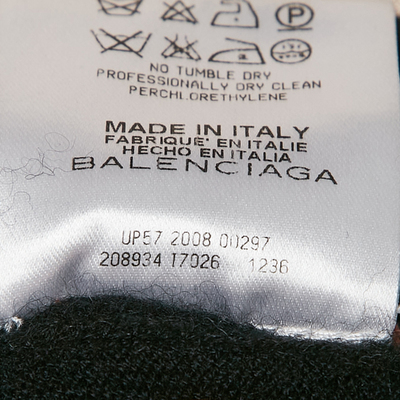 P
NO TUMBLE DRY
PROFESSIONALLY DRY CLEAN
PERCHLORETHYLENE
MADE IN ITALY
FABRIQUE' EN ITALIE
HECHO EN ITALIA
BALENCIAGA
UP57 2008 00297
208934 17026 1236